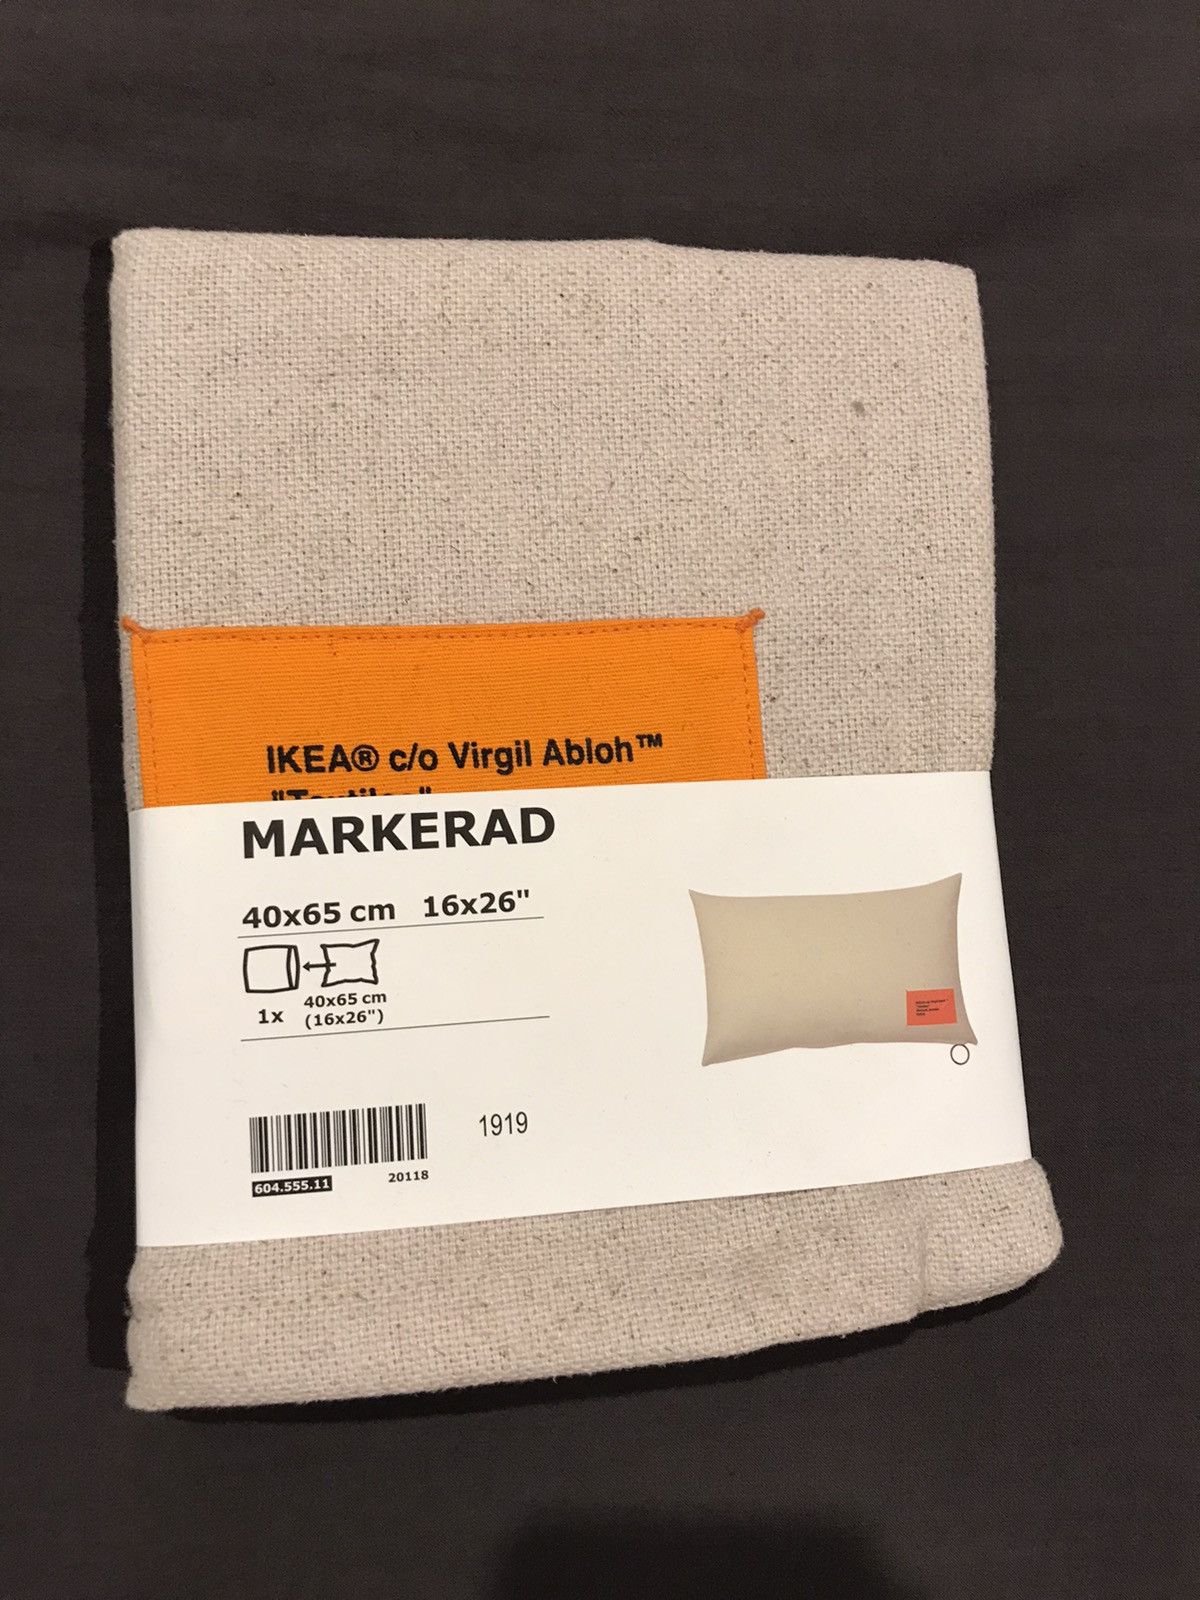 IKEA® c/o Virgil Abloh™
MARKERAD
40x65 cm 16x26"
1x
40x65 cm
(16x26")
1919
604.555.11
20118